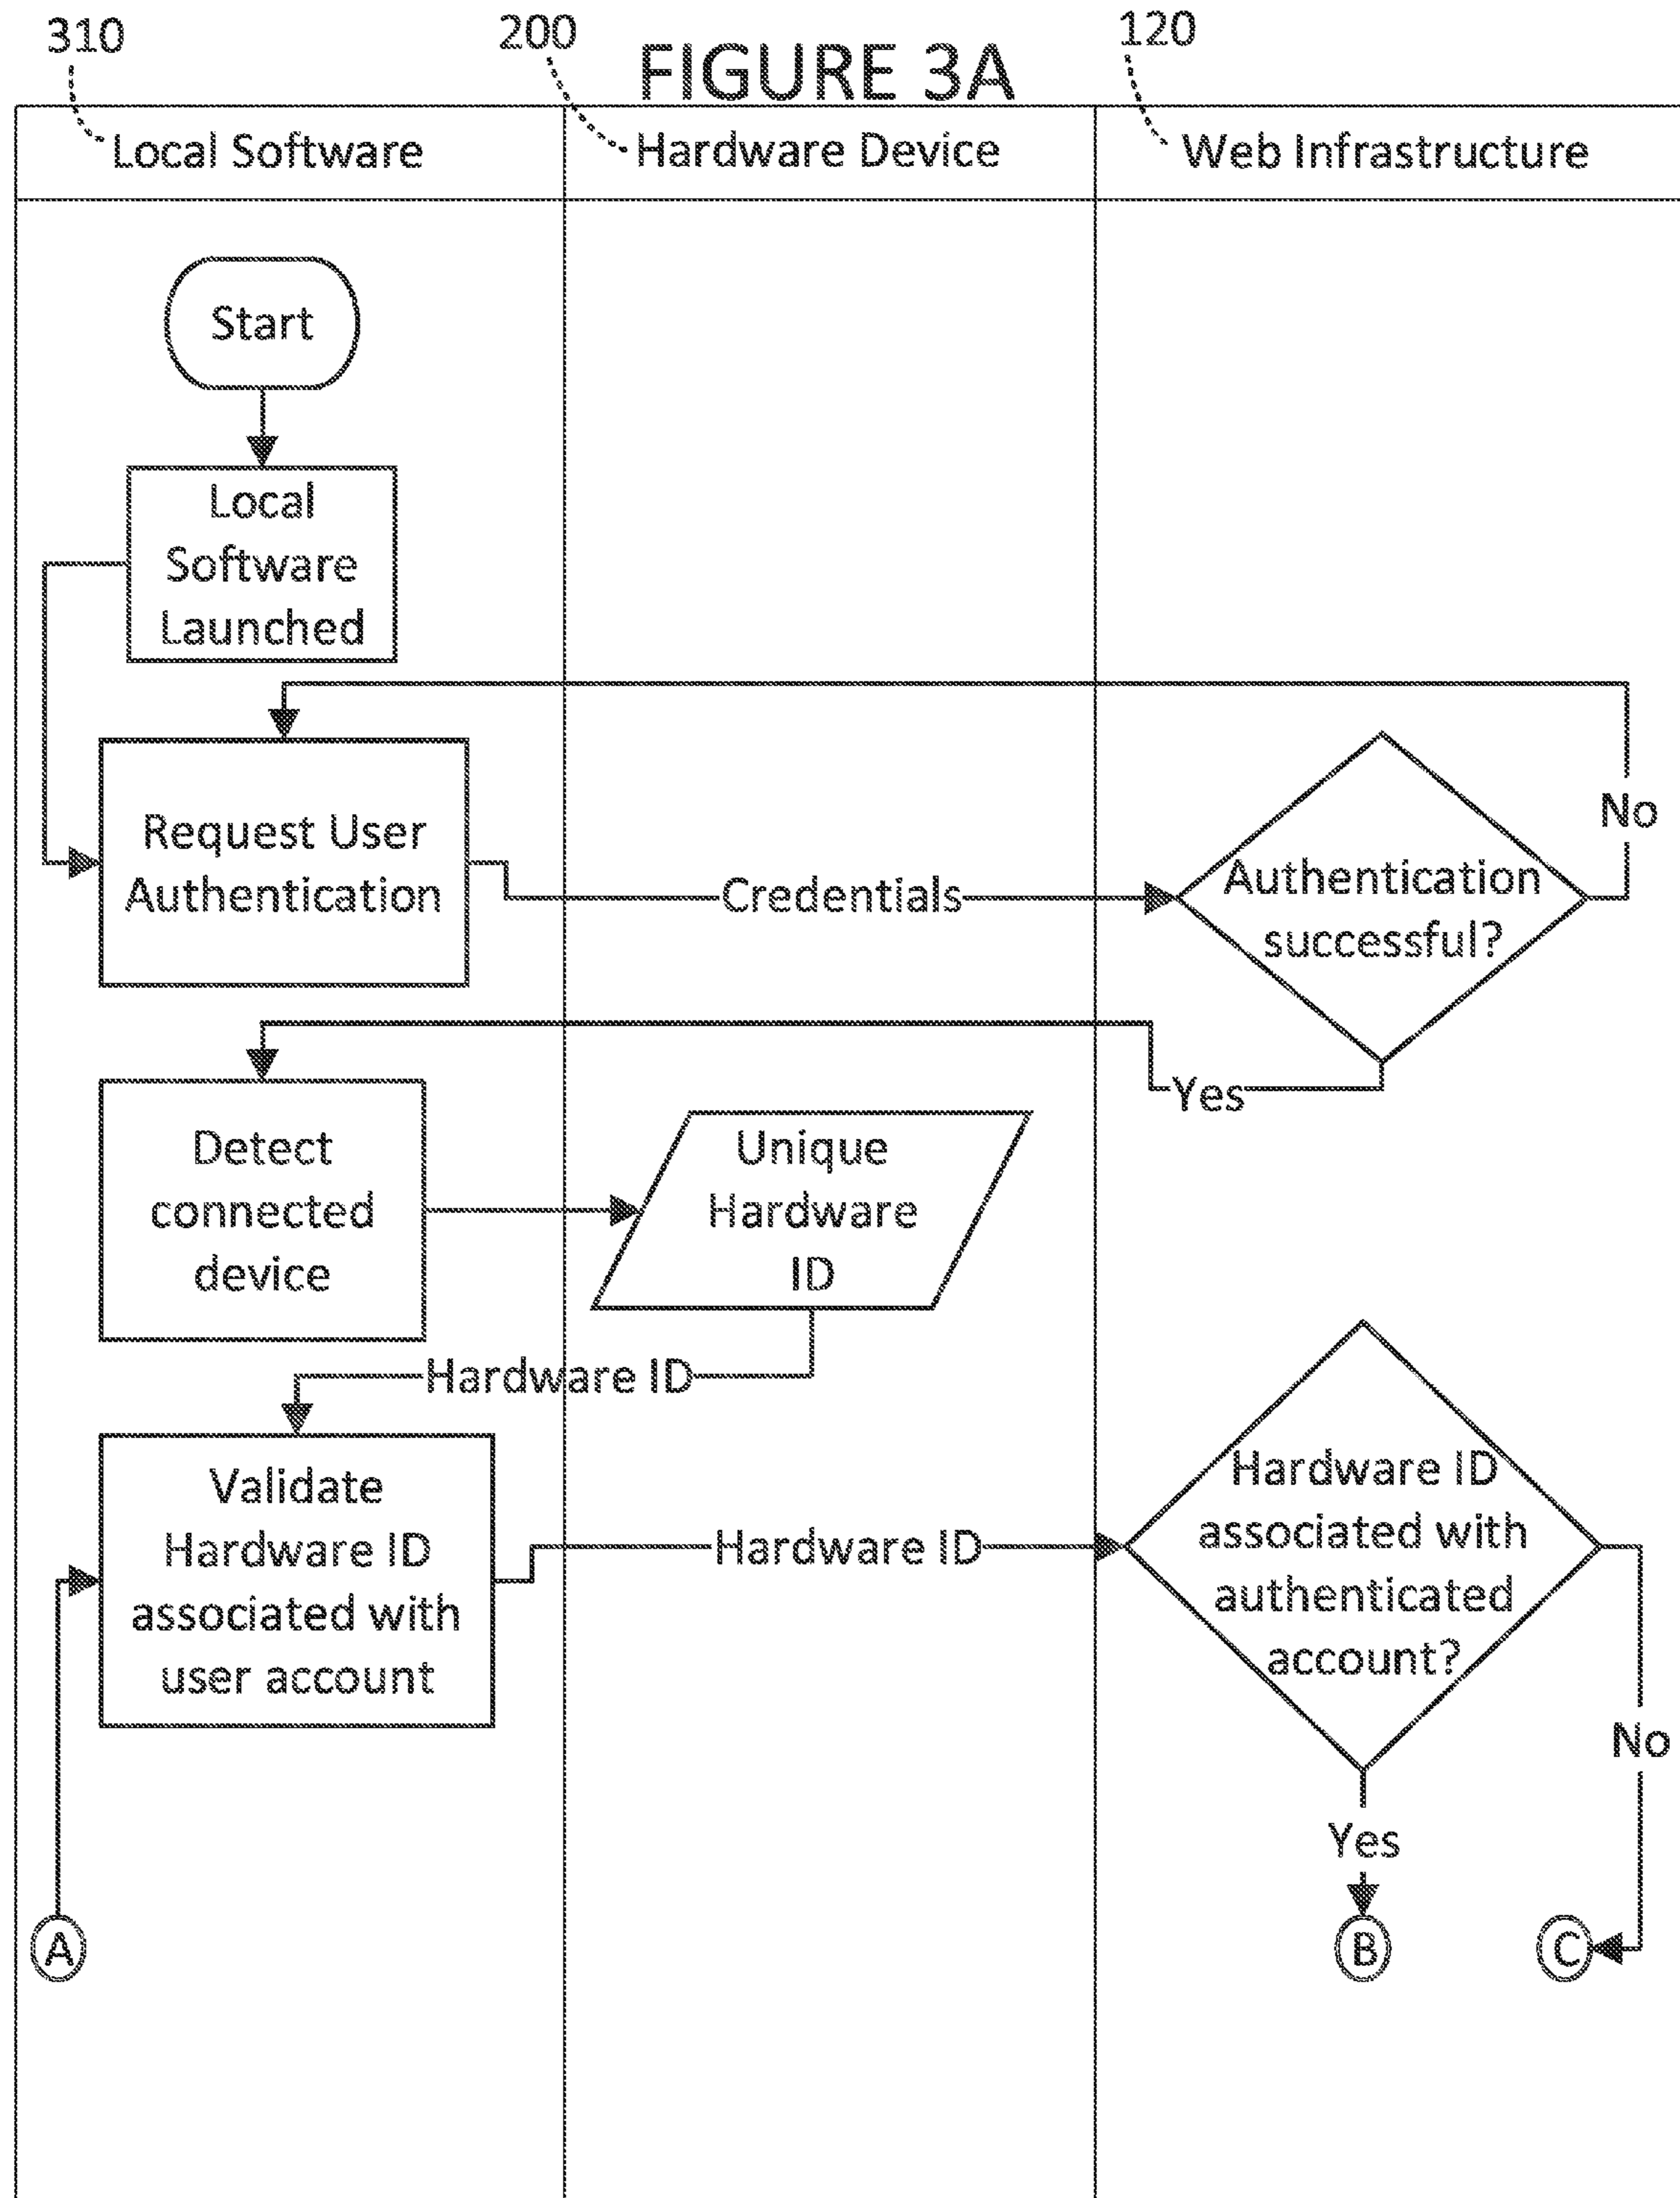 310
200
FIGURE 3A
120
Local Software
Hardware Device
Web Infrastructure
Start
Local
Software
Launched
Request User
Authentication
Credentials
Authentication
successful?
No
Yes
Detect
connected
device
Unique
Hardware
ID
Hardware ID
Validate
Hardware ID
associated with
user account
Hardware ID
Hardware ID
associated with
authenticated
account?
No
Yes
A
B
C